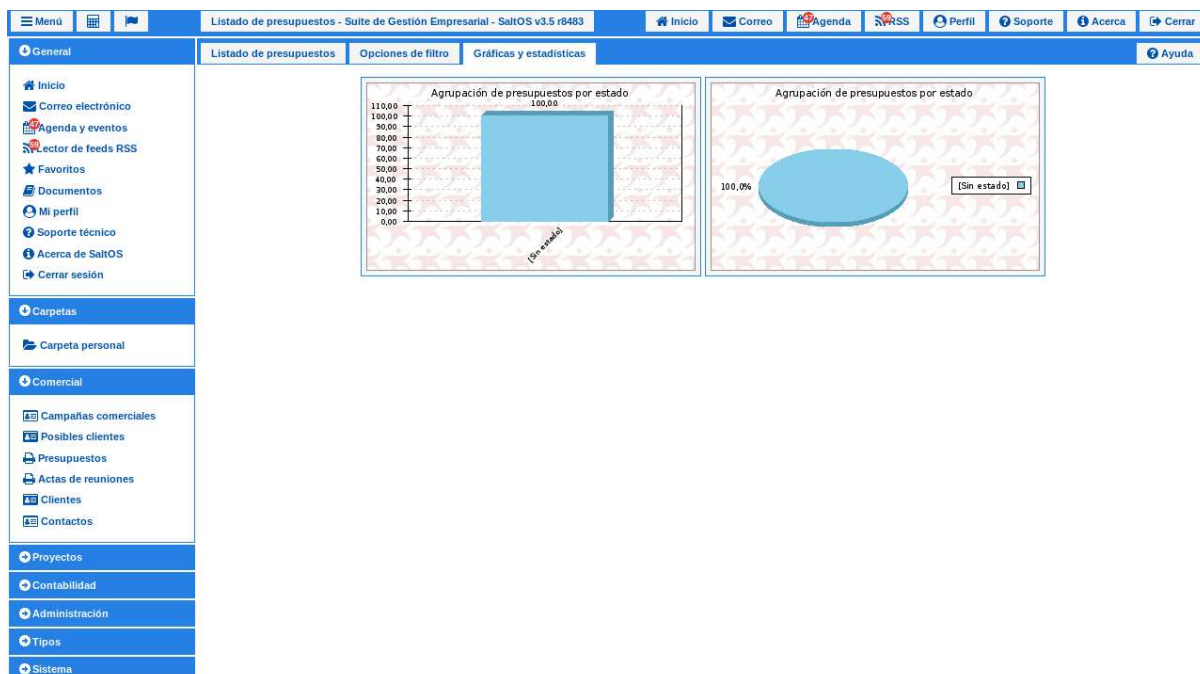 Menú
Listado de presupuestos - Suite de Gestión Empresarial - SaltOS v3.5 r8483
Inicio
Correo
47
Agenda
59
RSS
Perfil
Soporte
Acerca
Cerrar
General
Inicio
Correo electrónico
47
Agenda y eventos
59
Lector de feeds RSS
Favoritos
Documentos
Mi perfil
Soporte técnico
Acerca de SaltOS
Cerrar sesión
Carpetas
Carpeta personal
Comercial
Campañas comerciales
Posibles clientes
Presupuestos
Actas de reuniones
Clientes
Contactos
Proyectos
Contabilidad
Administración
Tipos
Sistema
Listado de presupuestos
Opciones de filtro
Gráficas y estadísticas
Ayuda
Agrupación de presupuestos por estado
100,00
110,00
100,00
90,00
80,00
70,00
60,00
50,00
40,00
30,00
20,00
10,00
0,00
[Sin estado]
Agrupación de presupuestos por estado
100,0%
[Sin estado]